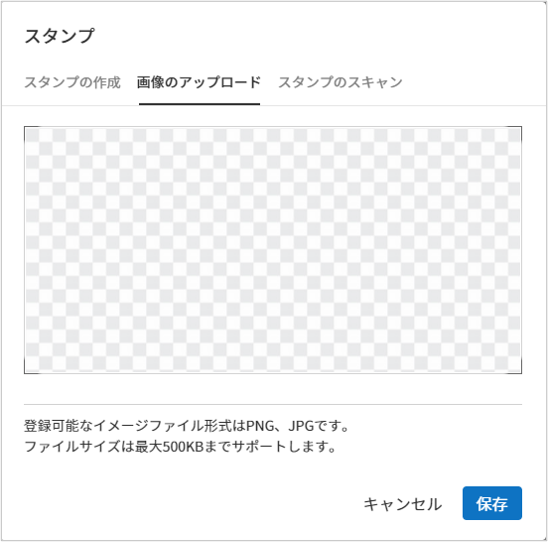 スタンプ
スタンプの作成 画像のアップロード スタンプのスキャン
登録可能なイメージファイル形式はPNG、JPGです。
ファイルサイズは最大500KBまでサポートします。
キャンセル 保存